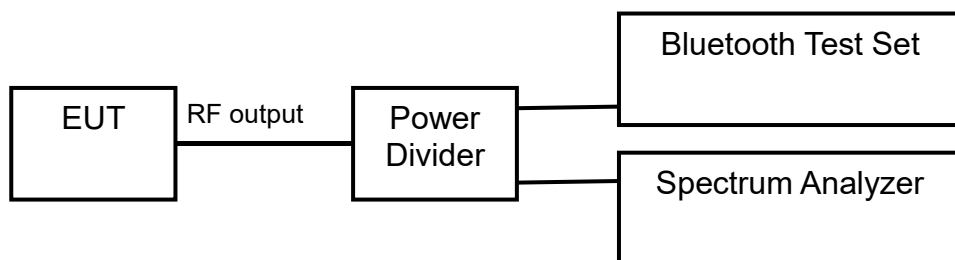 EUT
RF output
Power
Divider
Bluetooth Test Set
Spectrum Analyzer